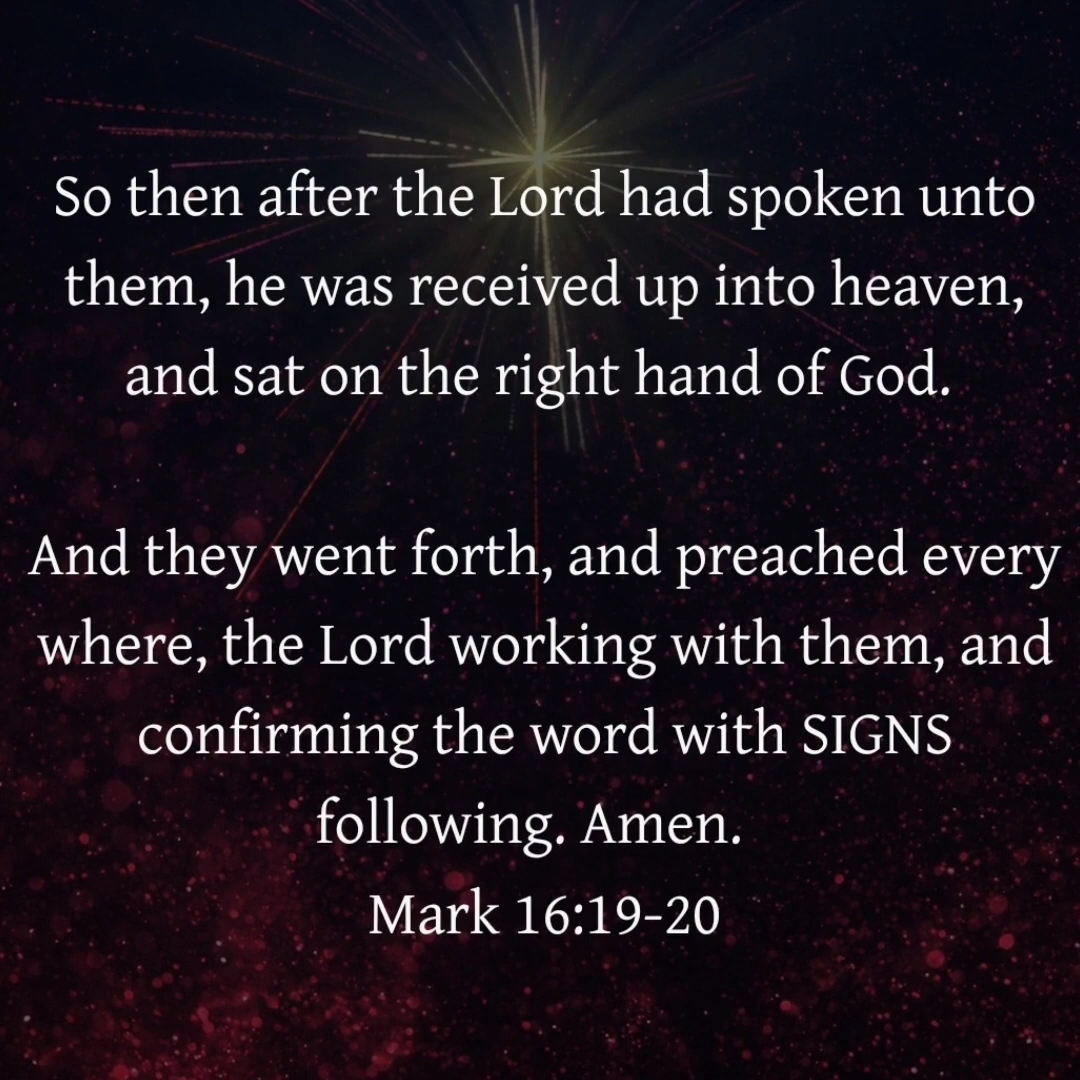 So then after the Lord had spoken unto
them, he was received up into heaven,
and sat on the right hand of God.
And they went forth, and preached every
where, the Lord working with them, and
confirming the word with SIGNS
following. Amen.
Mark 16:19-20